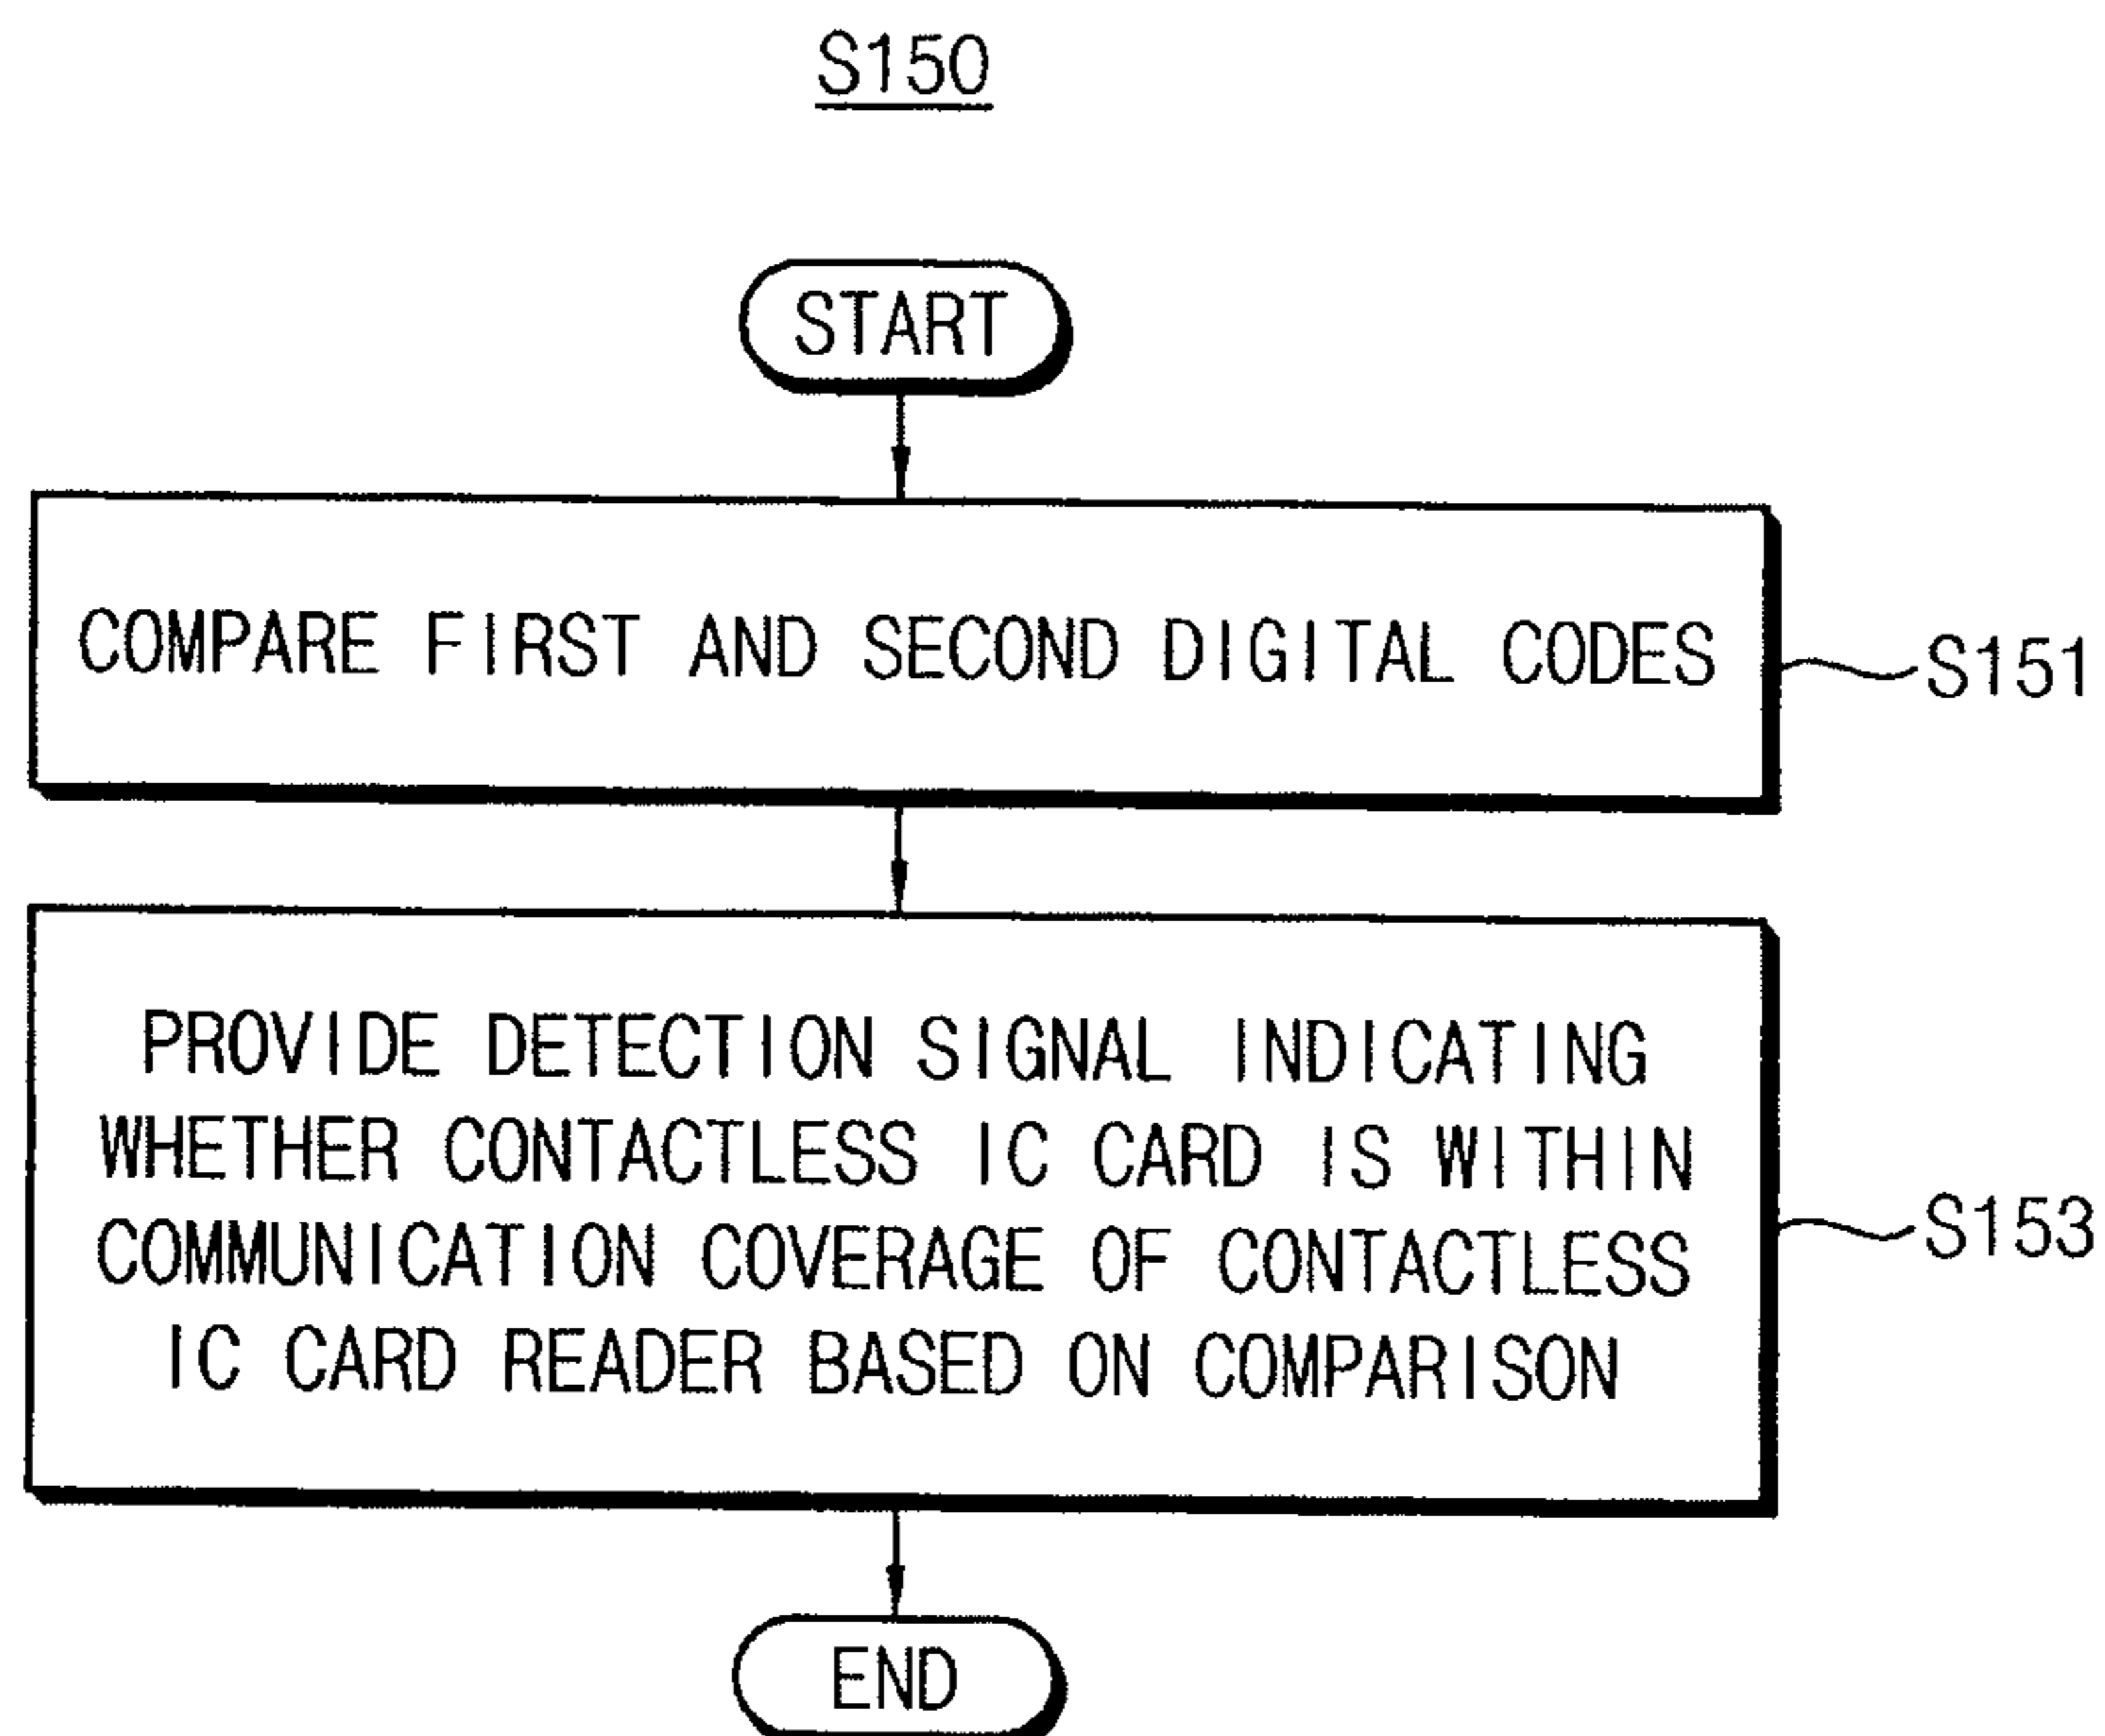 S150
START
COMPARE FIRST AND SECOND DIGITAL CODES
S151
PROVIDE DETECTION SIGNAL INDICATING
WHETHER CONTACTLESS IC CARD IS WITHIN
COMMUNICATION COVERAGE OF CONTACTLESS
IC CARD READER BASED ON COMPARISON
S153
END